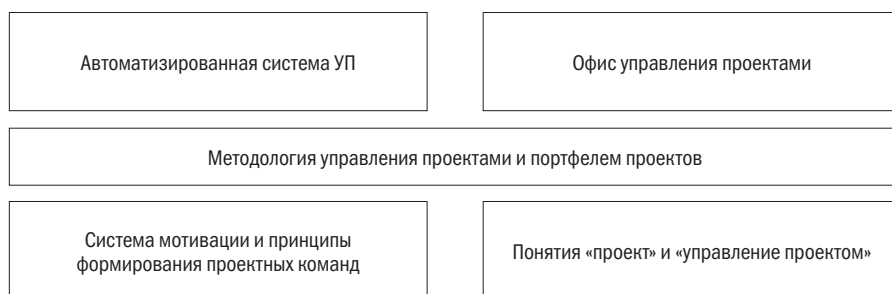 Автоматизированная система УП
Офис управления проектами
Методология управления проектами и портфелем проектов
Система мотивации и принципы
формирования проектных команд
Понятия «проект» и «управление проектом»